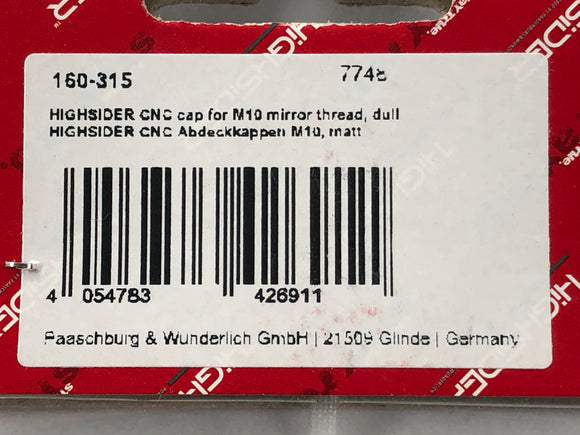 HIGHSIDER
160-315 7748
HIGHSIDER CNC cap for M10 mirror thread, dull
HIGHSIDER CNC Abdeckkappen M10, matt
4 054783 426911
Paaschburg & Wunderlich GmbH | 21509 Glinde | Germany